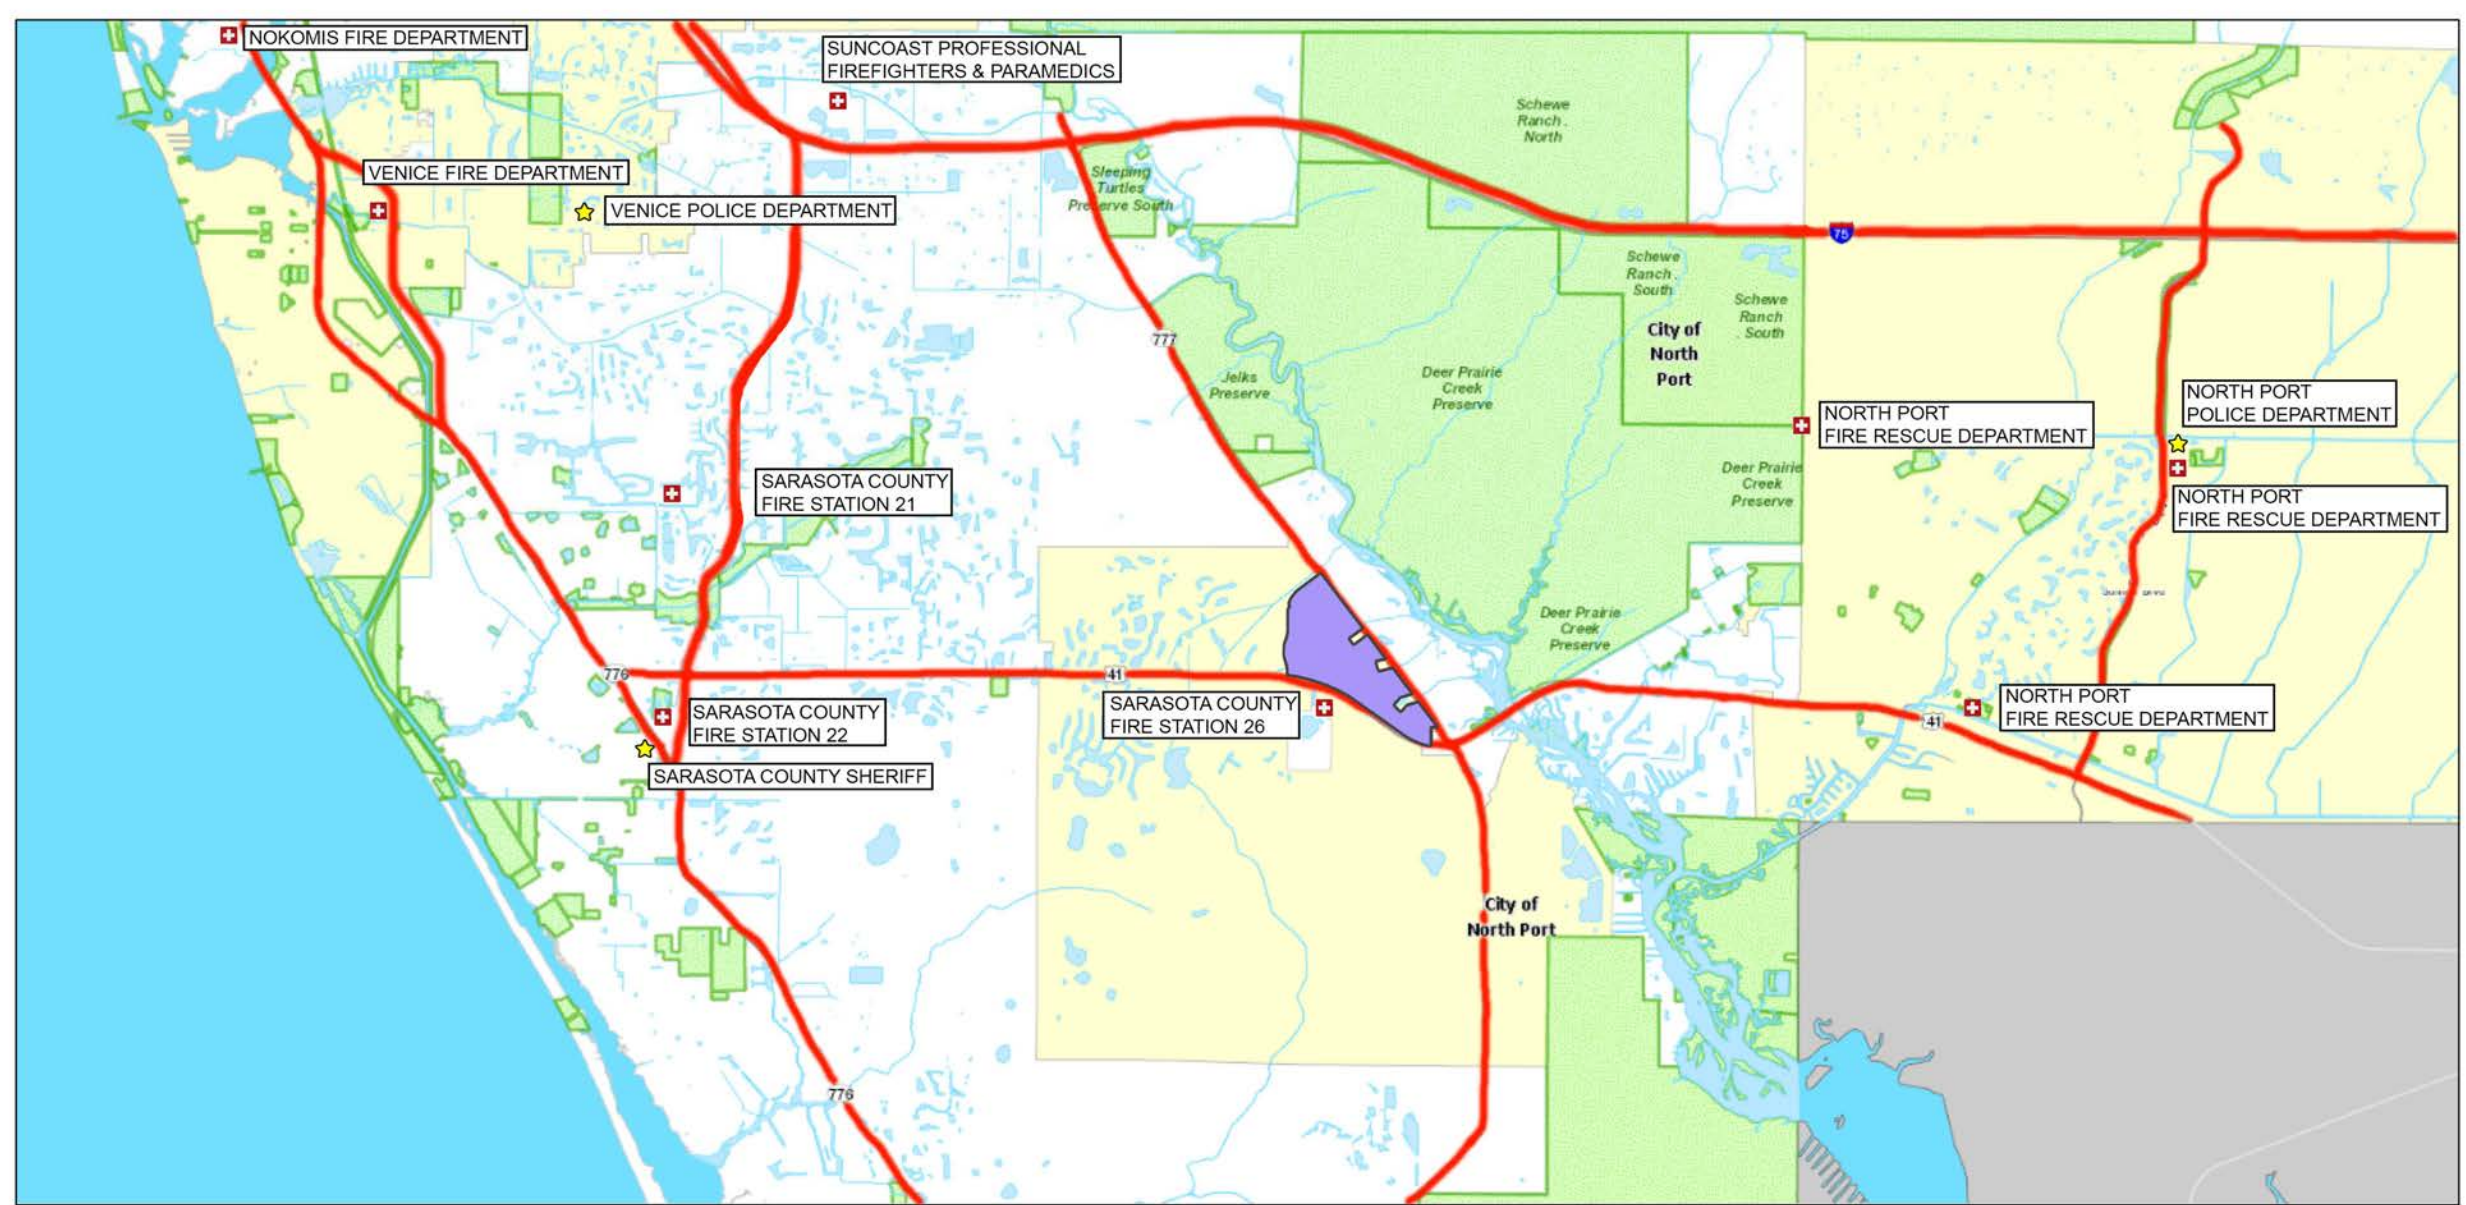 NOKOMIS FIRE DEPARTMENT
SUNCOAST PROFESSIONAL
FIREFIGHTERS & PARAMEDICS
Schewe
Ranch .
North
VENICE FIRE DEPARTMENT
Sleeping
Turtles
Preserve South
VENICE POLICE DEPARTMENT
75
Schewe
Ranch .
South
Schewe
Ranch
. South
City of
North
Port
777
Jelks
Preserve
Deer Prairie
Creek
Preserve
NORTH PORT
POLICE DEPARTMENT
NORTH PORT
FIRE RESCUE DEPARTMENT
SARASOTA COUNTY
FIRE STATION 21
Deer Prairie
Creek
Preserve
NORTH PORT
FIRE RESCUE DEPARTMENT
Deer Prairie
Creek
Preserve
776
41
SARASOTA COUNTY
FIRE STATION 22
SARASOTA COUNTY
FIRE STATION 26
41
NORTH PORT
FIRE RESCUE DEPARTMENT
SARASOTA COUNTY SHERIFF
City of
North Port
776